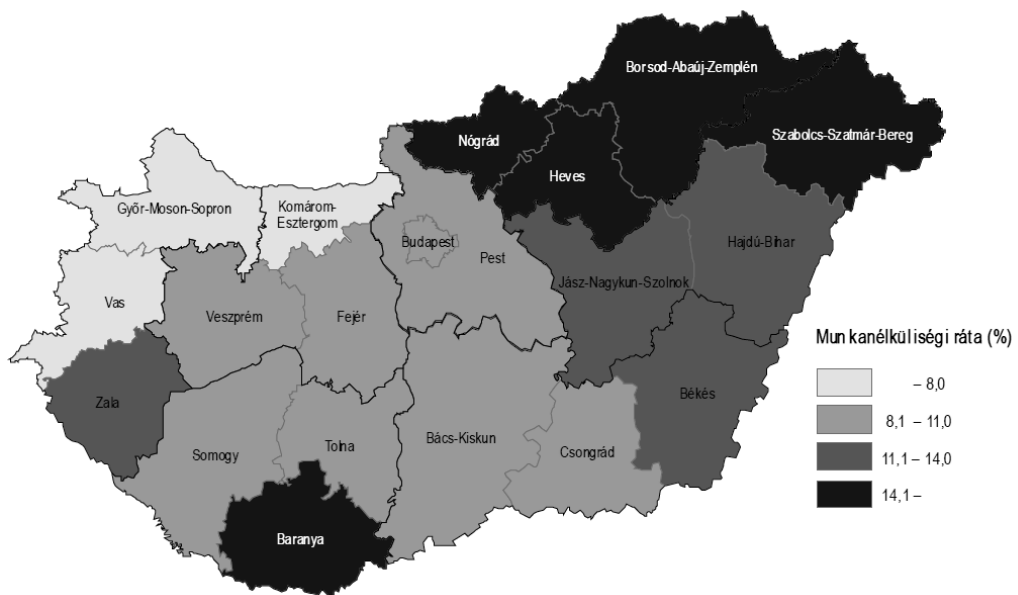 Borsod-Abaúj-Zemplén
Szabolcs-Szatmár-Bereg
Nógrád
Heves
Győr-Moson-Sopron
Komárom-
Esztergom
Budapest
Pest
Hajdú-Bihar
Jász-Nagykun-Szolnok
Vas
Veszprém
Fejér
Zala
Békés
Somogy
Tolna
Bács-Kiskun
Csongrád
Baranya
Munkanélküliségi ráta (%)
– 8,0
8,1 – 11,0
11,1 – 14,0
14,1 –